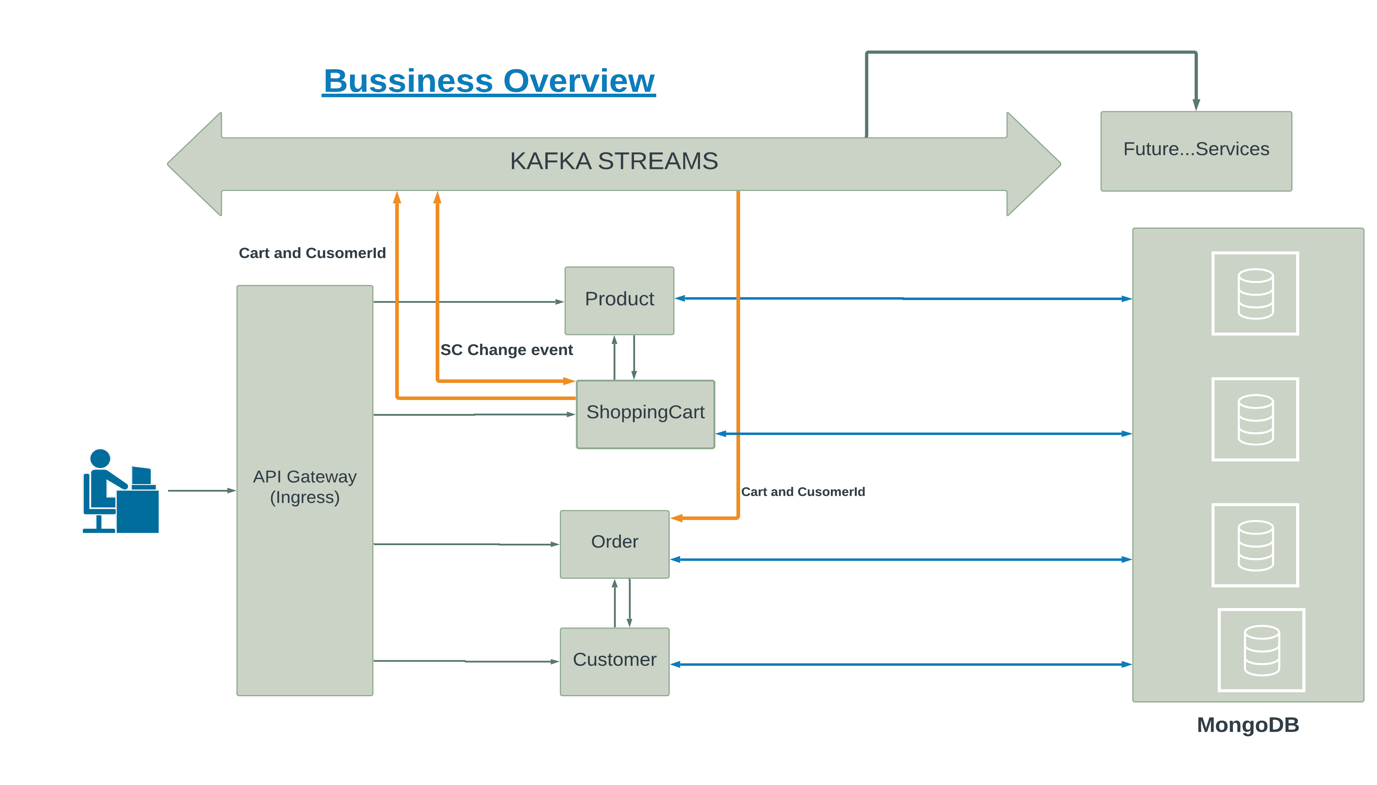 Bussiness Overview
KAFKA STREAMS
Future...Services
Cart and CusomerId
Product
SC Change event
ShoppingCart
API Gateway
(Ingress)
Cart and CusomerId
Order
Customer
MongoDB